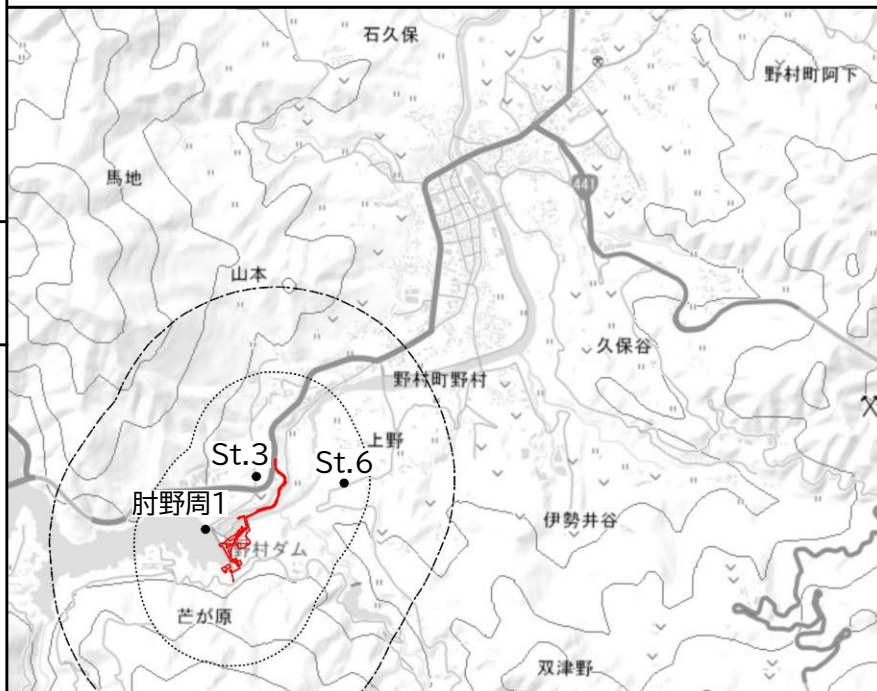 石久保
野村町阿下
馬地
441
山本
久保谷
野村町野村
上野
St.3
St.6
肘野周1
伊勢井谷
野村ダム
芒が原
双津野